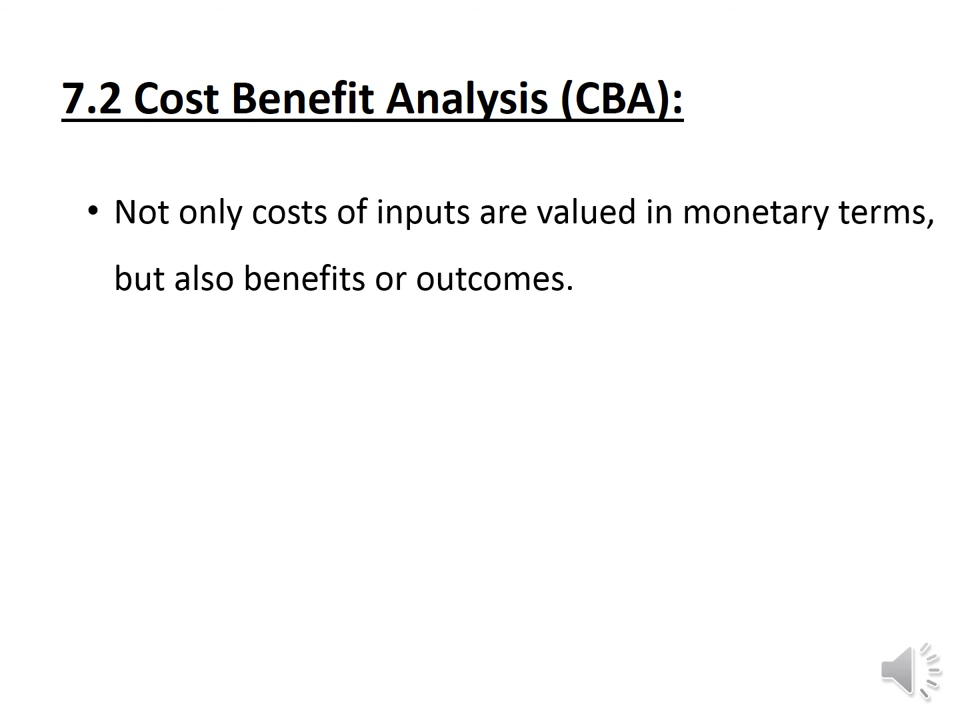 7.2 Cost Benefit Analysis (CBA):
• Not only costs of inputs are valued in monetary terms,
but also benefits or outcomes.